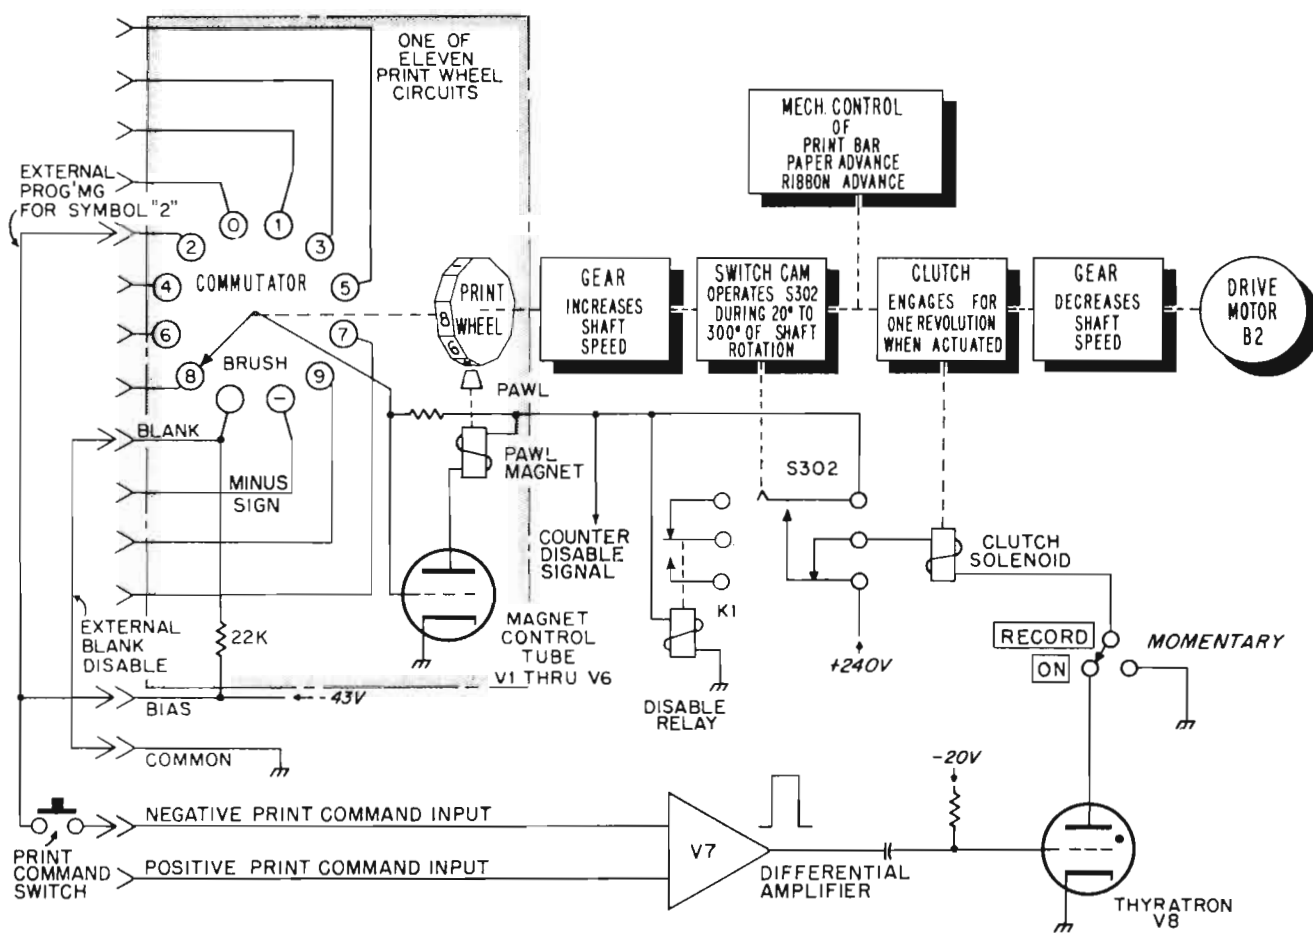 ONE OF
ELEVEN
PRINT WHEEL
CIRCUITS
MECH. CONTROL
OF
PRINT BAR
PAPER ADVANCE
RIBBON ADVANCE
EXTERNAL
PROG'MG
FOR SYMBOL "2"
0
1
2
3
4
5
6
7
8
9
-
COMMUTATOR
BRUSH
1
8
6
PRINT
WHEEL
GEAR
INCREASES
SHAFT
SPEED
SWITCH CAM
OPERATES S302
DURING 20° TO
300° OF SHAFT
ROTATION
CLUTCH
ENGAGES FOR
ONE REVOLUTION
WHEN ACTUATED
GEAR
DECREASES
SHAFT
SPEED
DRIVE
MOTOR
B2
PAWL
BLANK
PAWL
MAGNET
S302
MINUS
SIGN
COUNTER
DISABLE
SIGNAL
CLUTCH
SOLENOID
K1
EXTERNAL
BLANK
DISABLE
22K
MAGNET
CONTROL
TUBE
V1 THRU V6
RECORD
ON
MOMENTARY
+240V
DISABLE
RELAY
BIAS
-43V
COMMON
-20V
NEGATIVE PRINT COMMAND INPUT
PRINT
COMMAND
SWITCH
POSITIVE PRINT COMMAND INPUT
V7
DIFFERENTIAL
AMPLIFIER
THYRATRON
V8